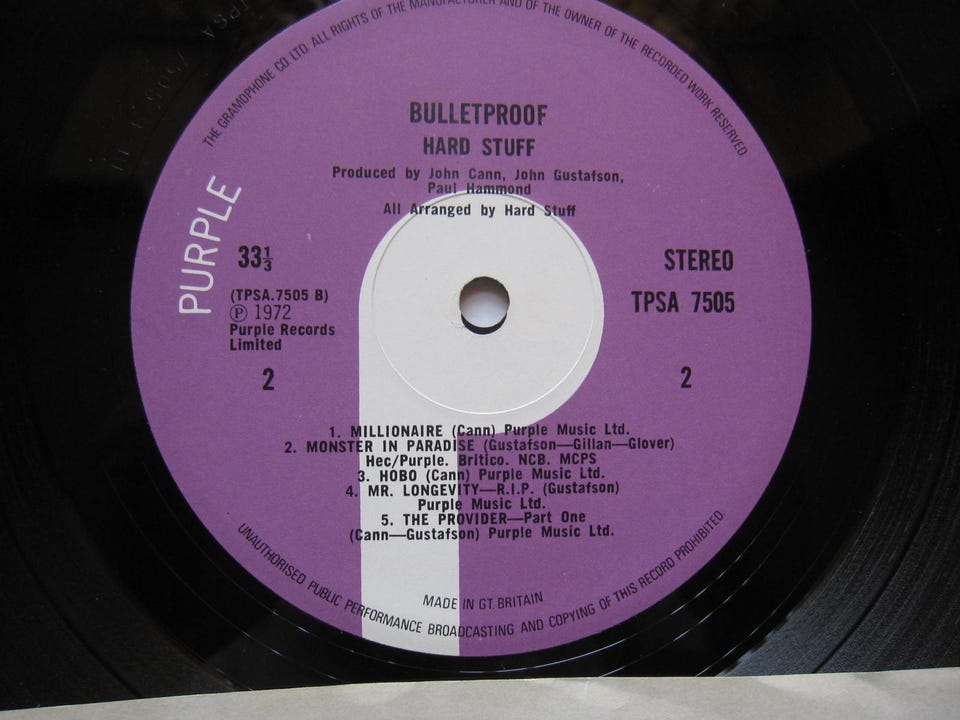 THE GRAMOPHONE CO. LTD. ALL RIGHTS OF THE MANUFACTURER AND OF THE OWNER OF THE RECORDED WORK RESERVED.
BULLETPROOF
HARD STUFF
Produced by John Cann, John Gustafson,
Paul Hammond
All Arranged by Hard Stuff
PURPLE
33⅓
STEREO
(TPSA.7505 B)
TPSA 7505
Ⓟ 1972
Purple Records
Limited
2
2
1. MILLIONAIRE (Cann) Purple Music Ltd.
2. MONSTER IN PARADISE (Gustafson—Gillan—Glover)
Hec/Purple. Britico. NCB. MCPS
3. HOBO (Cann) Purple Music Ltd.
4. MR. LONGEVITY—R.I.P. (Gustafson)
Purple Music Ltd.
5. THE PROVIDER—Part One
(Cann—Gustafson) Purple Music Ltd.
MADE IN GT. BRITAIN
UNAUTHORISED PUBLIC PERFORMANCE BROADCASTING AND COPYING OF THIS RECORD PROHIBITED.